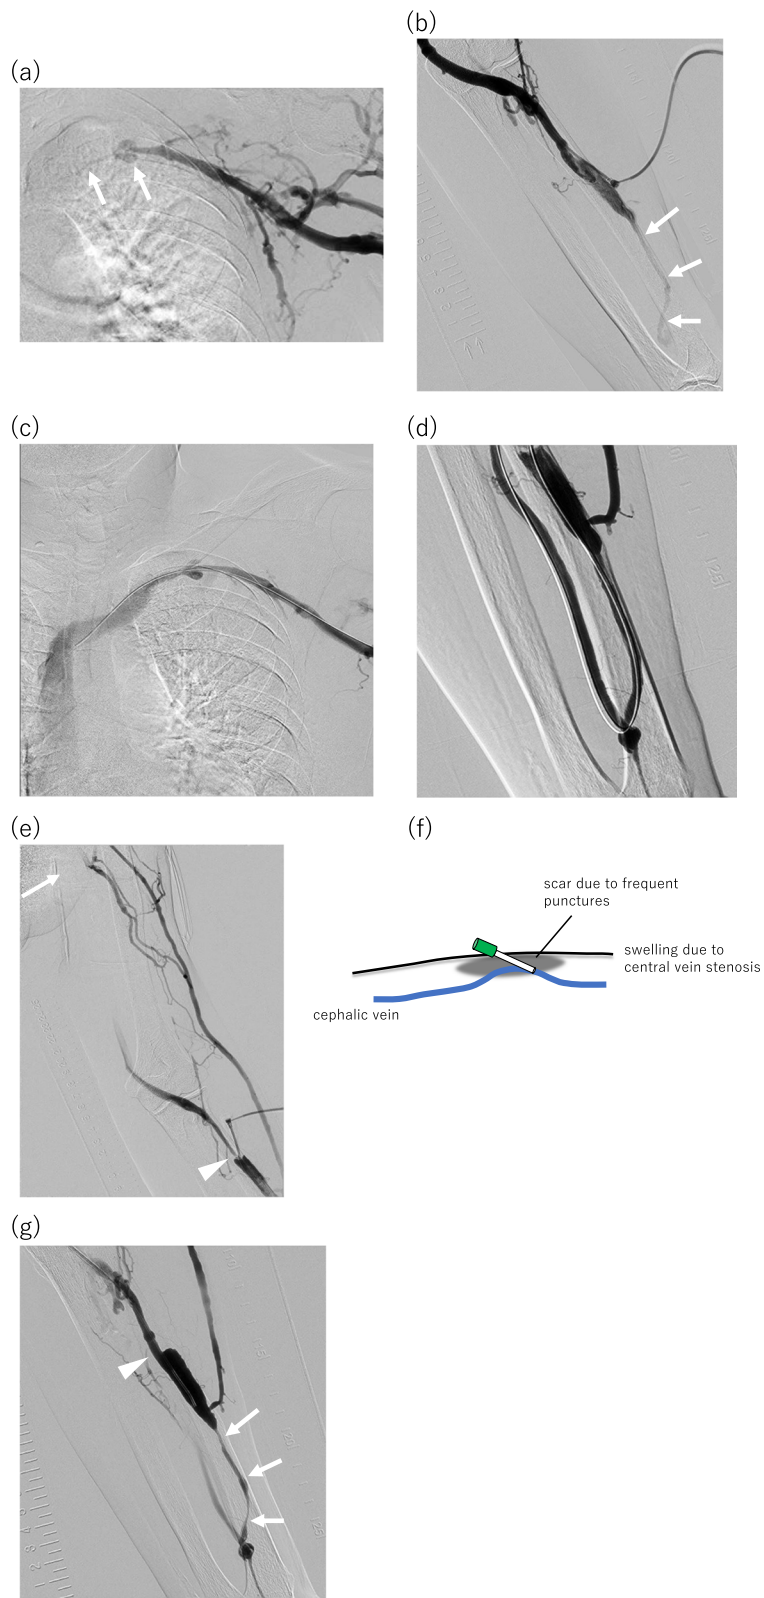 (a)
(b)
(c)
(d)
(e)
(f)
scar due to frequent
punctures
swelling due to
central vein stenosis
cephalic vein
(g)